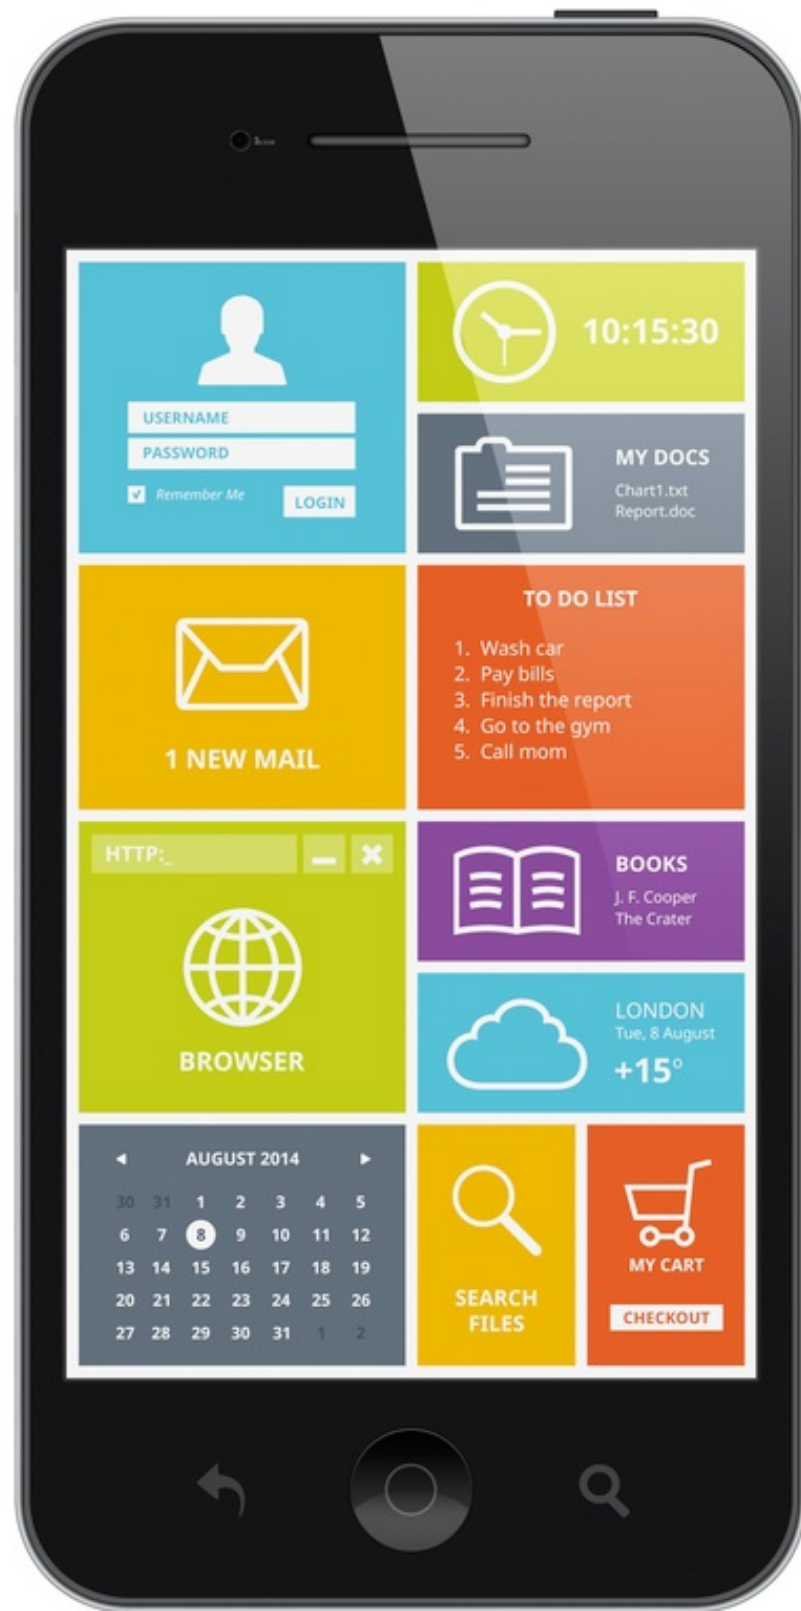 USERNAME
PASSWORD
Remember Me
LOGIN
10:15:30
MY DOCS
Chart1.txt
Report.doc
1 NEW MAIL
TO DO LIST
1. Wash car
2. Pay bills
3. Finish the report
4. Go to the gym
5. Call mom
HTTP:_
BROWSER
BOOKS
J. F. Cooper
The Crater
LONDON
Tue, 8 August
+15°
AUGUST 2014
30 31 1 2 3 4 5
6 7 8 9 10 11 12
13 14 15 16 17 18 19
20 21 22 23 24 25 26
27 28 29 30 31 1 2
SEARCH
FILES
MY CART
CHECKOUT